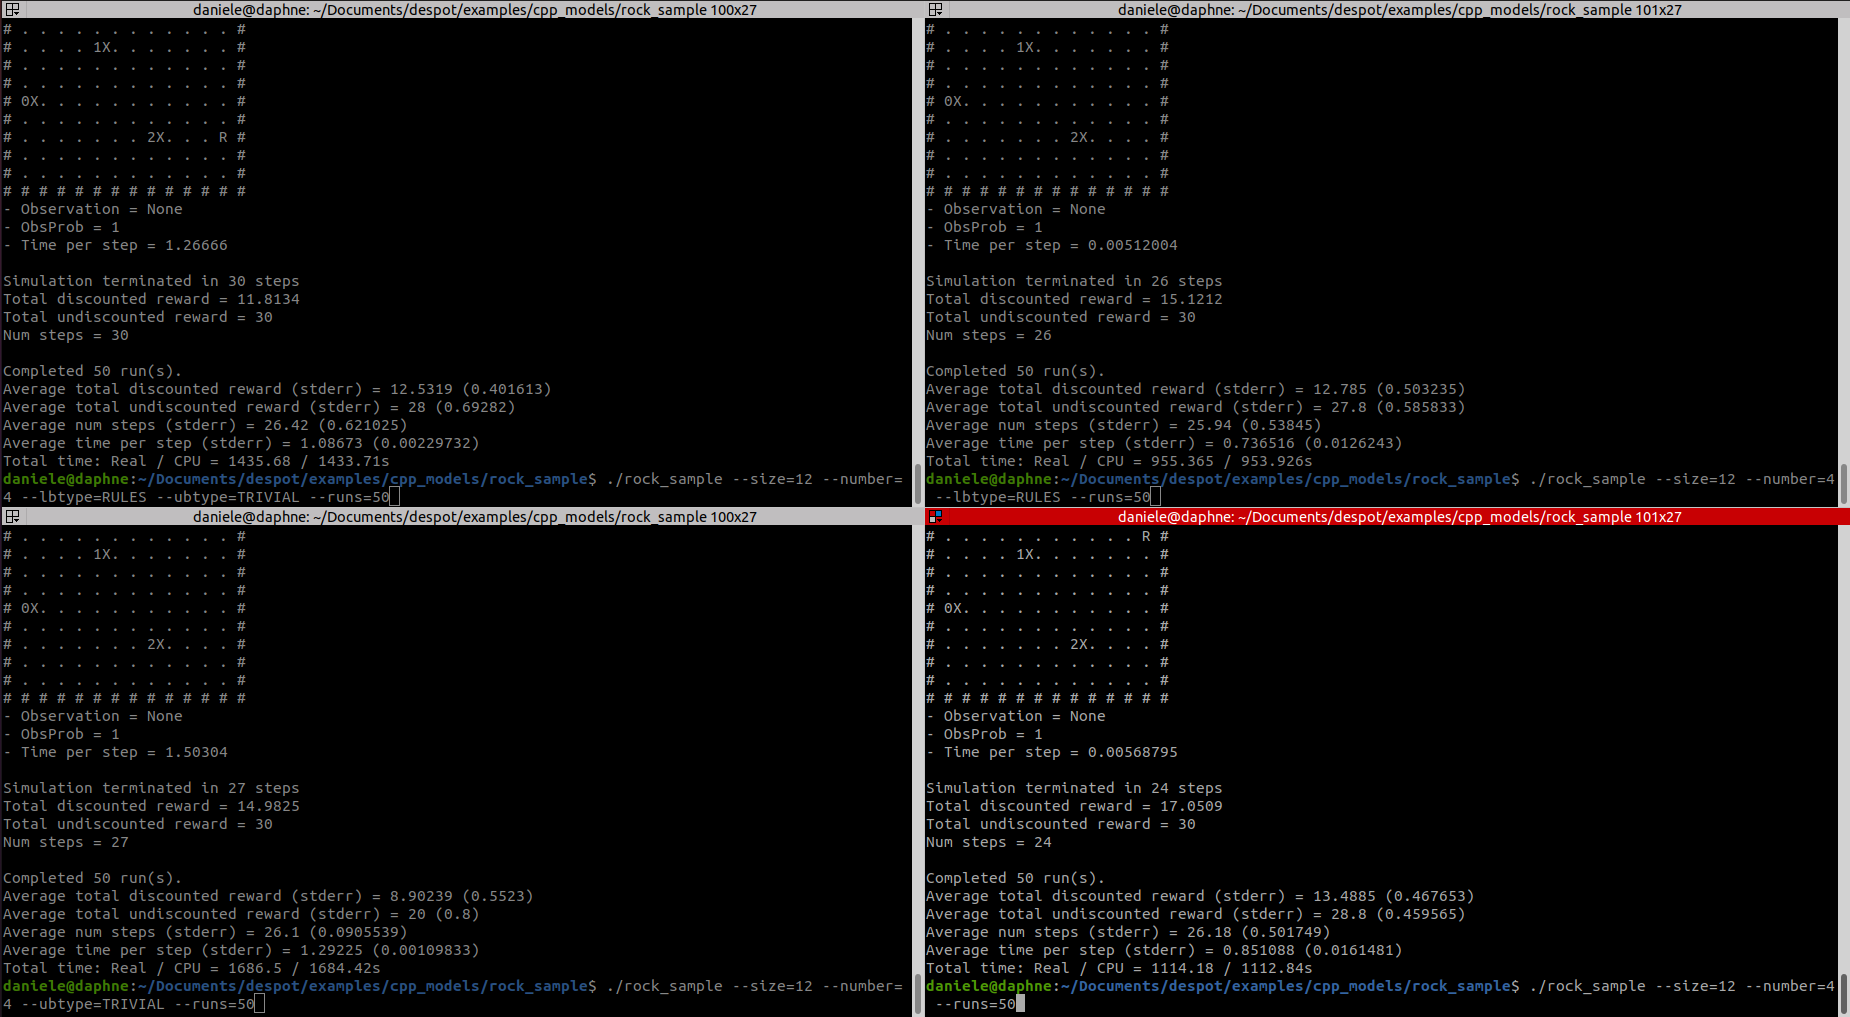 daniele@daphne: ~/Documents/despot/examples/cpp_models/rock_sample 100x27
# . . . . . . . . . . . . #
# . . . . 1X. . . . . . . #
# . . . . . . . . . . . . #
# . . . . . . . . . . . . #
# 0X. . . . . . . . . . . #
# . . . . . . . . . . . . #
# . . . . . . . 2X. . . R #
# . . . . . . . . . . . . #
# . . . . . . . . . . . . #
# # # # # # # # # # # # # #
- Observation = None
- ObsProb = 1
- Time per step = 1.26666
Simulation terminated in 30 steps
Total discounted reward = 11.8134
Total undiscounted reward = 30
Num steps = 30
Completed 50 run(s).
Average total discounted reward (stderr) = 12.5319 (0.401613)
Average total undiscounted reward (stderr) = 28 (0.69282)
Average num steps (stderr) = 26.42 (0.621025)
Average time per step (stderr) = 1.08673 (0.00229732)
Total time: Real / CPU = 1435.68 / 1433.71s
daniele@daphne:~/Documents/despot/examples/cpp_models/rock_sample$ ./rock_sample --size=12 --number=
4 --lbtype=RULES --ubtype=TRIVIAL --runs=50
daniele@daphne: ~/Documents/despot/examples/cpp_models/rock_sample 101x27
# . . . . . . . . . . . . #
# . . . . 1X. . . . . . . #
# . . . . . . . . . . . . #
# . . . . . . . . . . . . #
# 0X. . . . . . . . . . . #
# . . . . . . . . . . . . #
# . . . . . . . 2X. . . . #
# . . . . . . . . . . . . #
# . . . . . . . . . . . . #
# # # # # # # # # # # # # #
- Observation = None
- ObsProb = 1
- Time per step = 0.00512004
Simulation terminated in 26 steps
Total discounted reward = 15.1212
Total undiscounted reward = 30
Num steps = 26
Completed 50 run(s).
Average total discounted reward (stderr) = 12.785 (0.503235)
Average total undiscounted reward (stderr) = 27.8 (0.585833)
Average num steps (stderr) = 25.94 (0.53845)
Average time per step (stderr) = 0.736516 (0.0126243)
Total time: Real / CPU = 955.365 / 953.926s
daniele@daphne:~/Documents/despot/examples/cpp_models/rock_sample$ ./rock_sample --size=12 --number=4
--lbtype=RULES --runs=50
daniele@daphne: ~/Documents/despot/examples/cpp_models/rock_sample 100x27
# . . . . . . . . . . . . #
# . . . . 1X. . . . . . . #
# . . . . . . . . . . . . #
# . . . . . . . . . . . . #
# 0X. . . . . . . . . . . #
# . . . . . . . . . . . . #
# . . . . . . . 2X. . . . #
# . . . . . . . . . . . . #
# . . . . . . . . . . . . #
# # # # # # # # # # # # # #
- Observation = None
- ObsProb = 1
- Time per step = 1.50304
Simulation terminated in 27 steps
Total discounted reward = 14.9825
Total undiscounted reward = 30
Num steps = 27
Completed 50 run(s).
Average total discounted reward (stderr) = 8.90239 (0.5523)
Average total undiscounted reward (stderr) = 20 (0.8)
Average num steps (stderr) = 26.1 (0.0905539)
Average time per step (stderr) = 1.29225 (0.00109833)
Total time: Real / CPU = 1686.5 / 1684.42s
daniele@daphne:~/Documents/despot/examples/cpp_models/rock_sample$ ./rock_sample --size=12 --number=
4 --ubtype=TRIVIAL --runs=50
daniele@daphne: ~/Documents/despot/examples/cpp_models/rock_sample 101x27
# . . . . . . . . . . . R #
# . . . . 1X. . . . . . . #
# . . . . . . . . . . . . #
# . . . . . . . . . . . . #
# 0X. . . . . . . . . . . #
# . . . . . . . . . . . . #
# . . . . . . . 2X. . . . #
# . . . . . . . . . . . . #
# . . . . . . . . . . . . #
# # # # # # # # # # # # # #
- Observation = None
- ObsProb = 1
- Time per step = 0.00568795
Simulation terminated in 24 steps
Total discounted reward = 17.0509
Total undiscounted reward = 30
Num steps = 24
Completed 50 run(s).
Average total discounted reward (stderr) = 13.4885 (0.467653)
Average total undiscounted reward (stderr) = 28.8 (0.459565)
Average num steps (stderr) = 26.18 (0.501749)
Average time per step (stderr) = 0.851088 (0.0161481)
Total time: Real / CPU = 1114.18 / 1112.84s
daniele@daphne:~/Documents/despot/examples/cpp_models/rock_sample$ ./rock_sample --size=12 --number=4
--runs=50